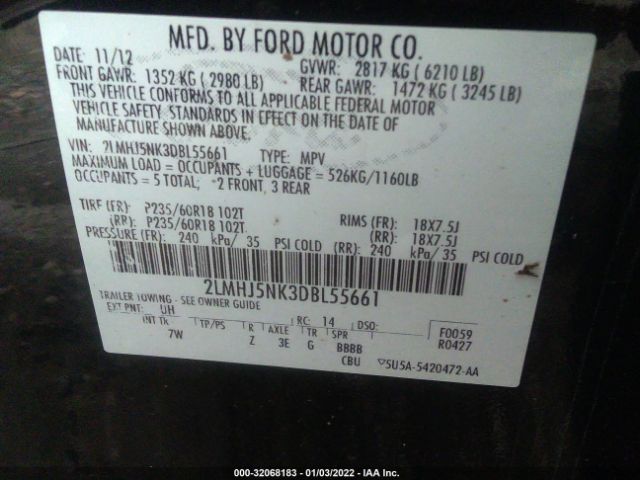 MFD. BY FORD MOTOR CO.
DATE: 11/12 GVWR: 2817 KG ( 6210 LB)
FRONT GAWR: 1352 KG ( 2980 LB) REAR GAWR: 1472 KG ( 3245 LB)
THIS VEHICLE CONFORMS TO ALL APPLICABLE FEDERAL MOTOR
VEHICLE SAFETY STANDARDS IN EFFECT ON THE DATE OF
MANUFACTURE SHOWN ABOVE.
VIN: 2LMHJ5NK3DBL55661 TYPE: MPV
MAXIMUM LOAD = OCCUPANTS + LUGGAGE = 526KG/1160LB
OCCUPANTS = 5 TOTAL; 2 FRONT, 3 REAR
TIRE (FR): P235/60R18 102T RIMS (FR): 18X7.5J
(RR): P235/60R18 102T (RR): 18X7.5J
PRESSURE (FR): 240 kPa/ 35 PSI COLD (RR): 240 kPa/ 35 PSI COLD
2LMHJ5NK3DBL55661
TRAILER TOWING - SEE OWNER GUIDE
EXT PNT: UH RC: 14 DSO: F0059
INT TR TP/PS R AXLE TR SPR R0427
7W Z 3E G BBBB
CBU ▽SU5A-5420472-AA
000-32068183 - 01/03/2022 - IAA Inc.